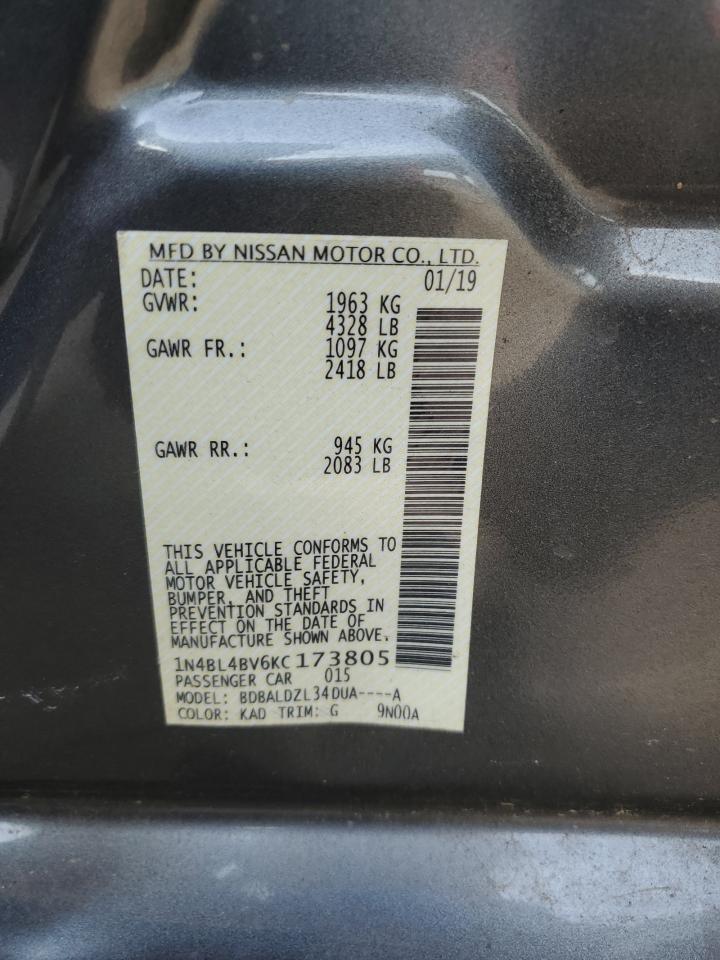 MFD BY NISSAN MOTOR CO., LTD.
DATE: 01/19
GVWR: 1963 KG
4328 LB
GAWR FR.: 1097 KG
2418 LB
GAWR RR.: 945 KG
2083 LB
THIS VEHICLE CONFORMS TO
ALL APPLICABLE FEDERAL
MOTOR VEHICLE SAFETY,
BUMPER, AND THEFT
PREVENTION STANDARDS IN
EFFECT ON THE DATE OF
MANUFACTURE SHOWN ABOVE.
1N4BL4BV6KC173805
PASSENGER CAR 015
MODEL: BDBALDZL34DUA----A
COLOR: KAD TRIM: G 9N00A